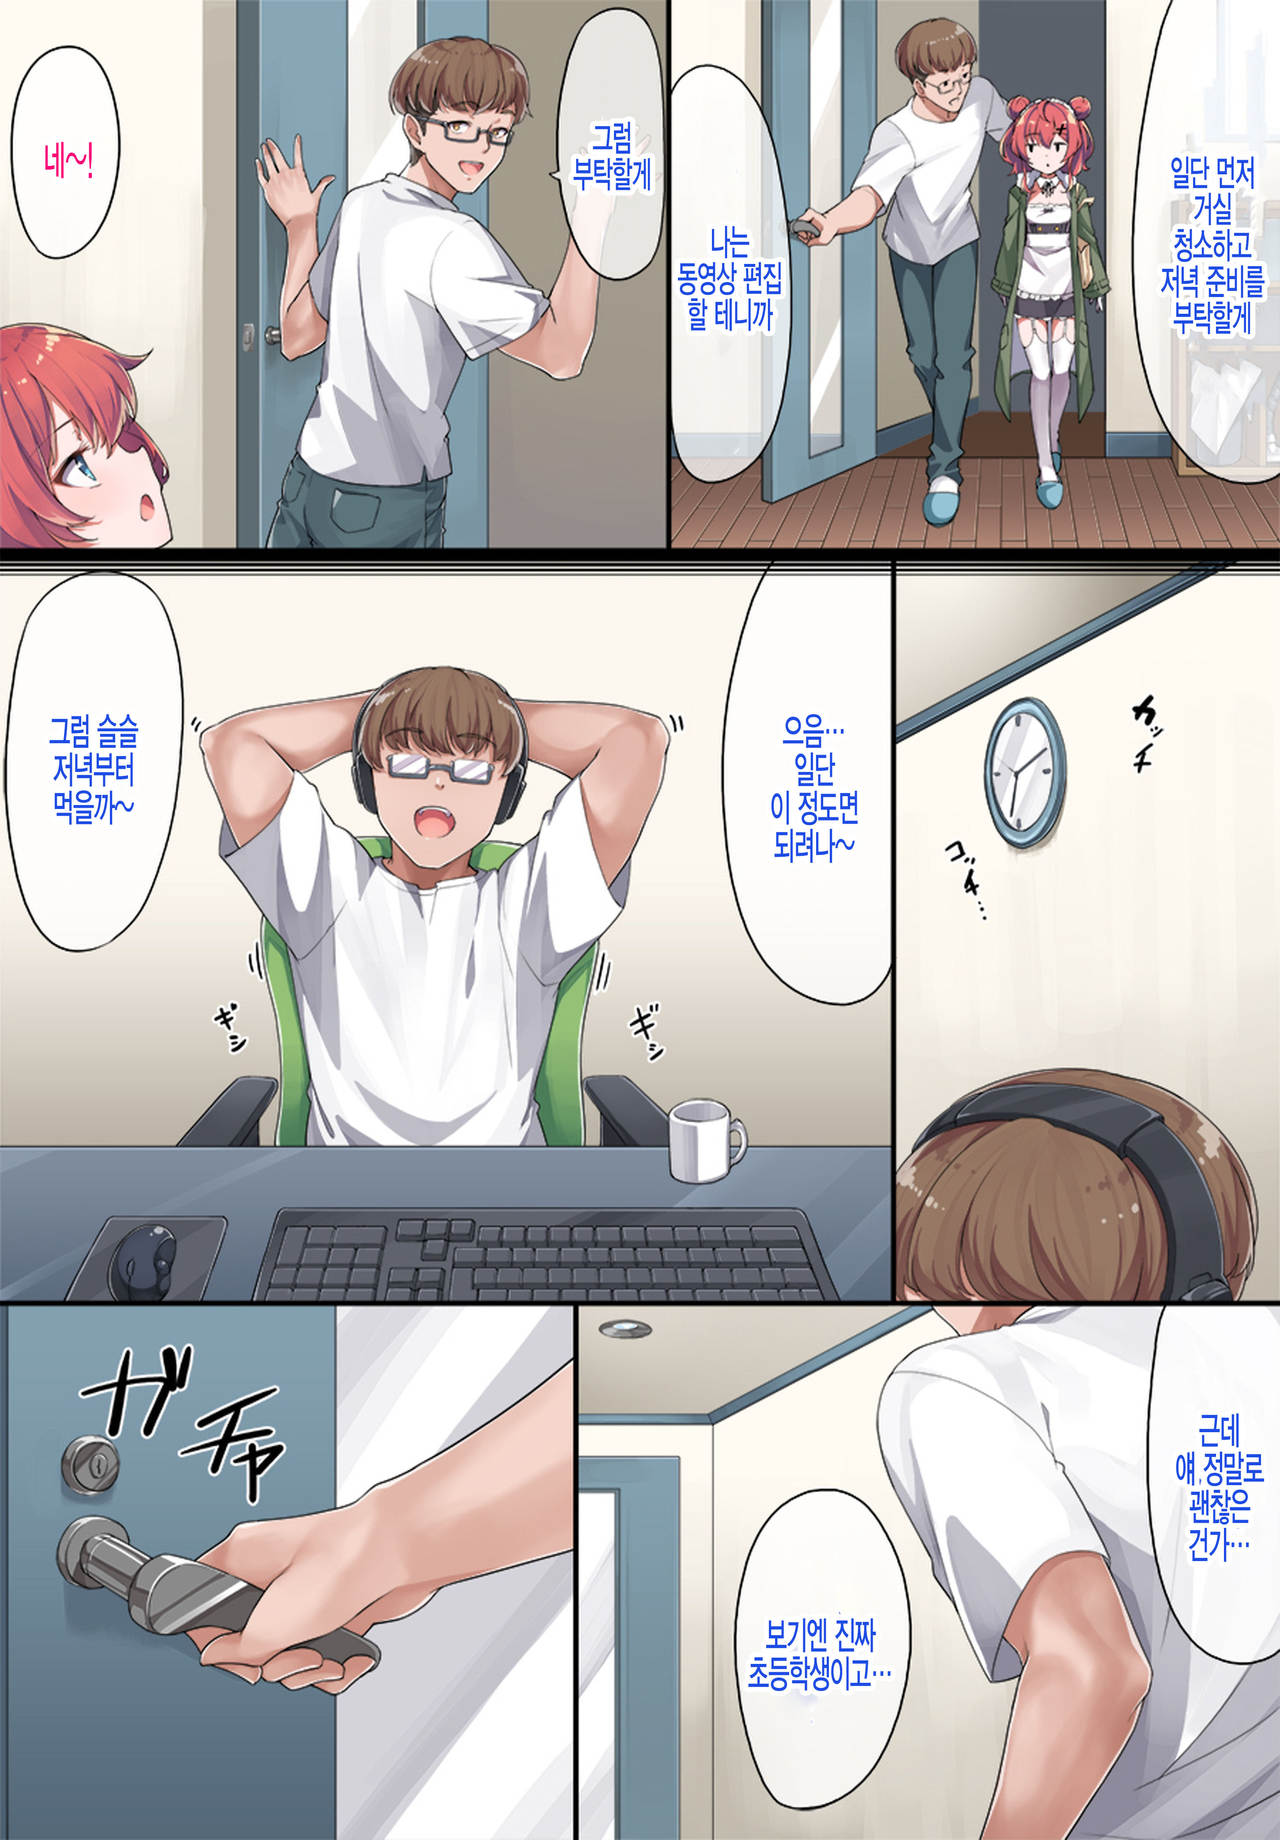 일단 먼저
거실
청소하고
저녁 준비를
부탁할게
나는
동영상 편집
할 테니까
그럼
부탁할게
네~!
カッチ
コッチ…
으음…
일단
이 정도면
되려나~
그럼 슬슬
저녁부터
먹을까~
ギシ
ギシ
근데
얘, 정말로
괜찮은
건가…
보기엔 진짜
초등학생이고…
ガチャ